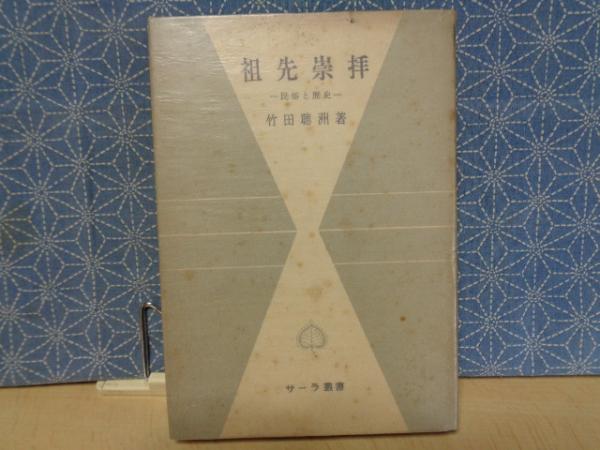 祖先崇拝
―民俗と歴史―
竹田聴洲著
サーラ叢書